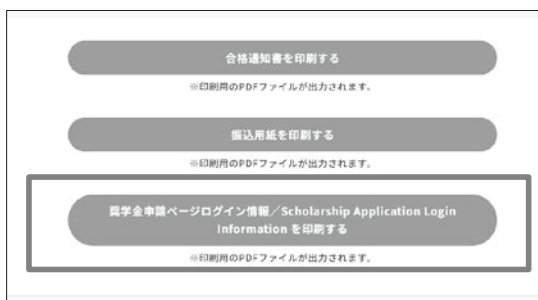 合格通知書を印刷する
※印刷用のPDFファイルが出力されます。
振込用紙を印刷する
※印刷用のPDFファイルが出力されます。
奨学金申請ページログイン情報／Scholarship Application Login
Information を印刷する
※印刷用のPDFファイルが出力されます。